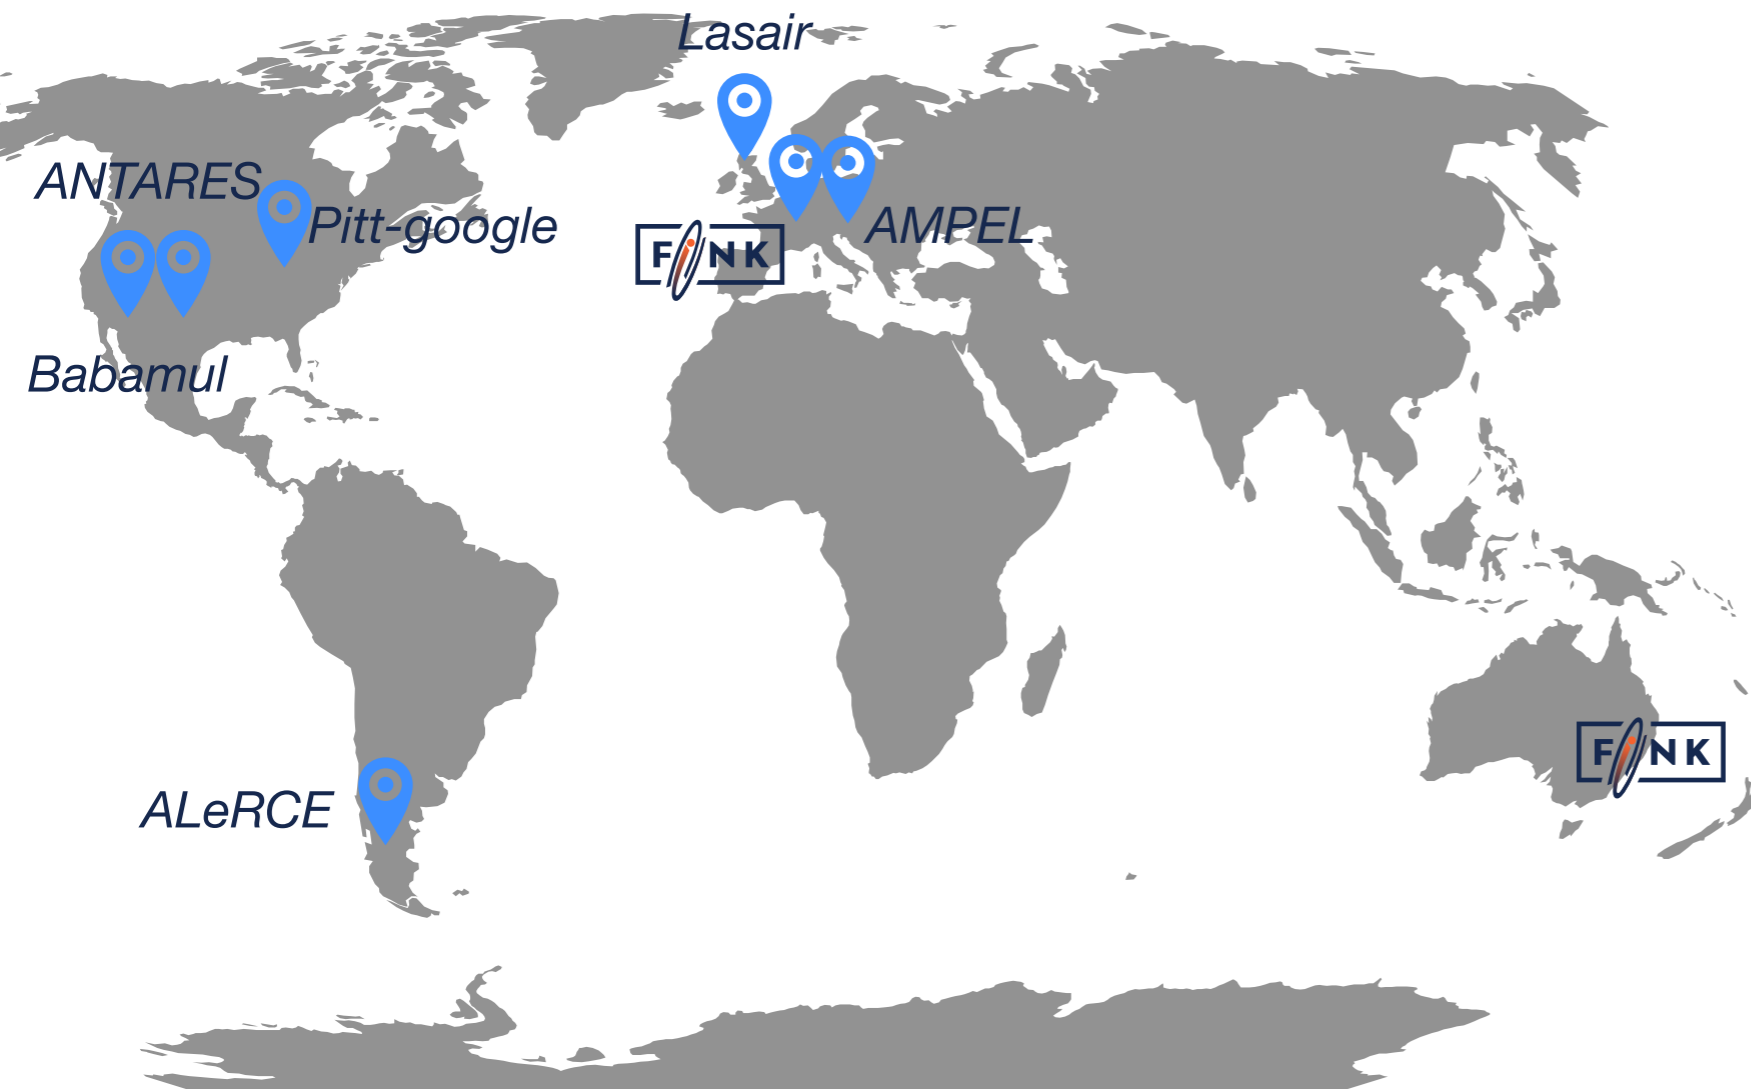 Lasair
ANTARES
Pitt-google
AMPEL
FINK
Babamul
FINK
ALeRCE